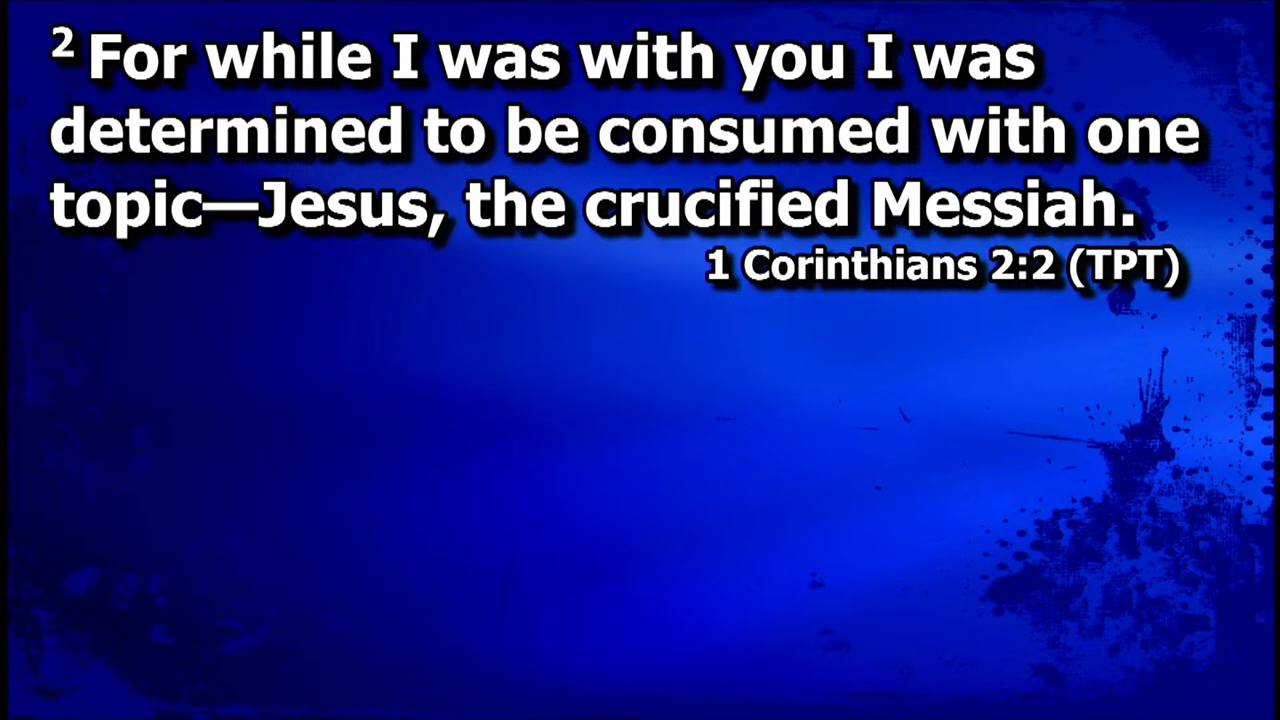 2 For while I was with you I was
determined to be consumed with one
topic—Jesus, the crucified Messiah.
1 Corinthians 2:2 (TPT)